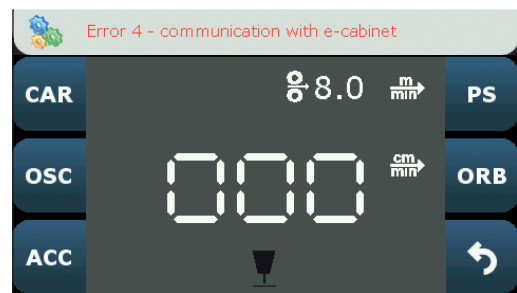 Error 4 - communication with e-cabinet
CAR
8.0 m/min
PS
OSC
000 cm/min
ORB
ACC